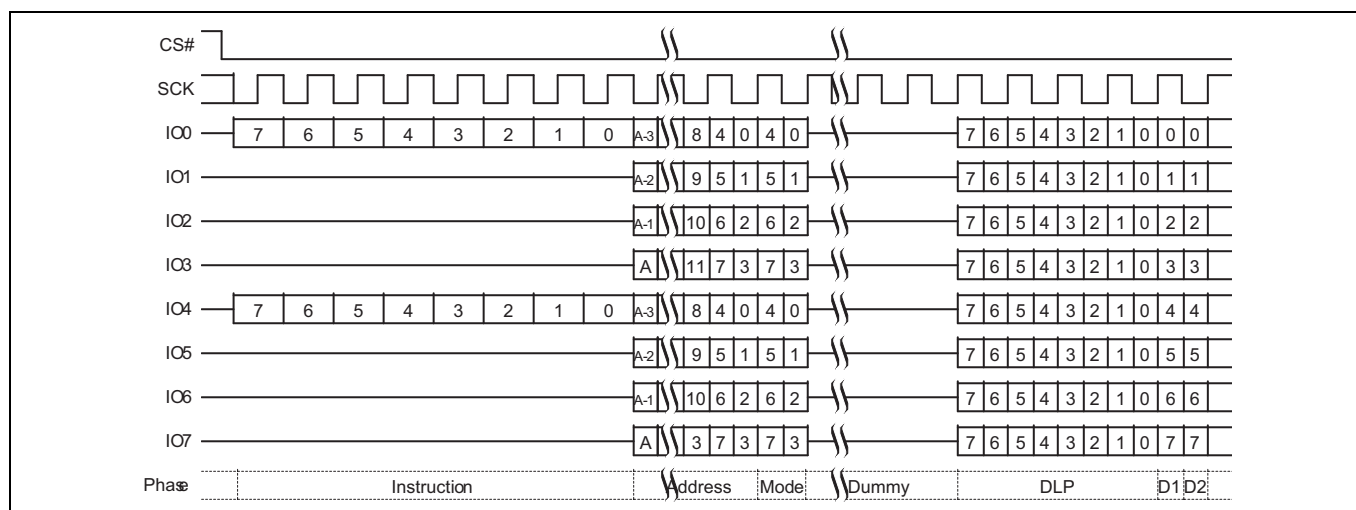 CS#
SCK
IO0 7 6 5 4 3 2 1 0 A-3 8 4 0 4 0 7 6 5 4 3 2 1 0 0 0
IO1 A-2 9 5 1 5 1 7 6 5 4 3 2 1 0 1 1
IO2 A-1 10 6 2 6 2 7 6 5 4 3 2 1 0 2 2
IO3 A 11 7 3 7 3 7 6 5 4 3 2 1 0 3 3
IO4 7 6 5 4 3 2 1 0 A-3 8 4 0 4 0 7 6 5 4 3 2 1 0 4 4
IO5 A-2 9 5 1 5 1 7 6 5 4 3 2 1 0 5 5
IO6 A-1 10 6 2 6 2 7 6 5 4 3 2 1 0 6 6
IO7 A 3 7 3 7 3 7 6 5 4 3 2 1 0 7 7
Phase Instruction Address Mode Dummy DLP D1 D2